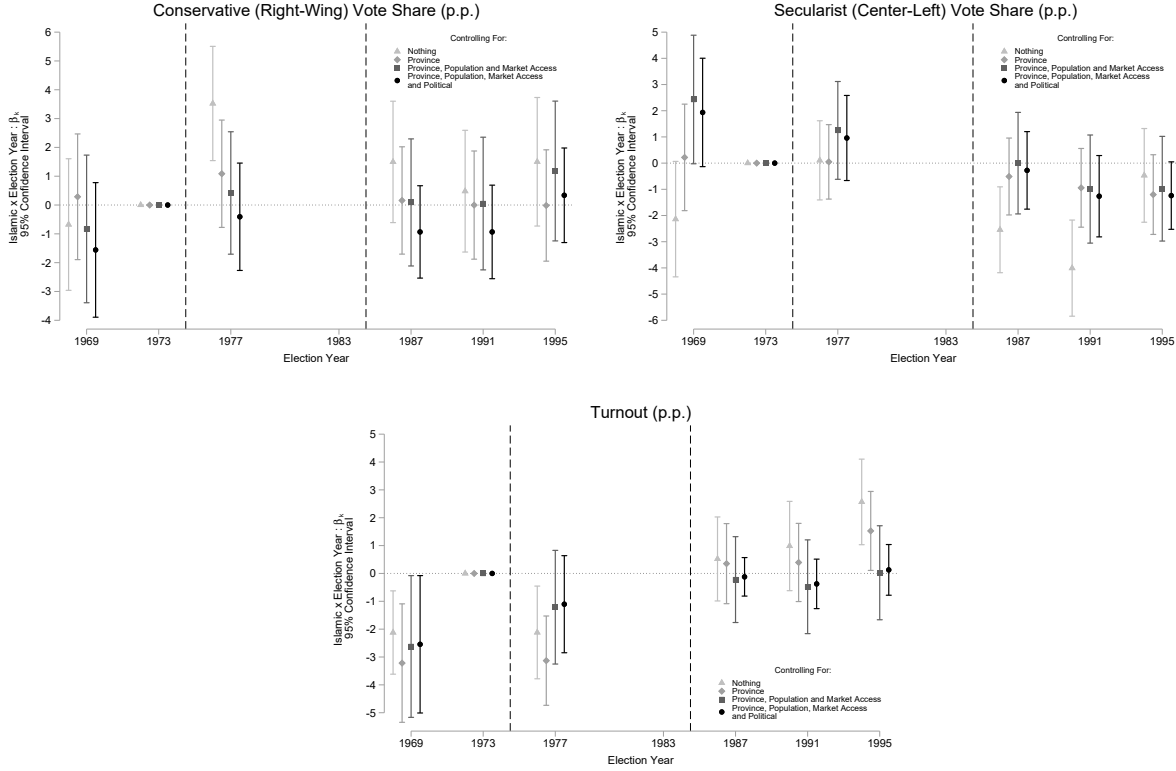 Conservative (Right-Wing) Vote Share (p.p.)
Islamic x Election Year : βk
95% Confidence Interval
6
5
4
3
2
1
0
-1
-2
-3
-4
Controlling For:
Nothing
Province
Province, Population and Market Access
Province, Population, Market Access
and Political
1969 1973 1977 1983 1987 1991 1995
Election Year
Secularist (Center-Left) Vote Share (p.p.)
Islamic x Election Year : βk
95% Confidence Interval
5
4
3
2
1
0
-1
-2
-3
-4
-5
-6
Controlling For:
Nothing
Province
Province, Population and Market Access
Province, Population, Market Access
and Political
1969 1973 1977 1983 1987 1991 1995
Election Year
Turnout (p.p.)
Islamic x Election Year : βk
95% Confidence Interval
5
4
3
2
1
0
-1
-2
-3
-4
-5
Controlling For:
Nothing
Province
Province, Population and Market Access
Province, Population, Market Access
and Political
1969 1973 1977 1983 1987 1991 1995
Election Year